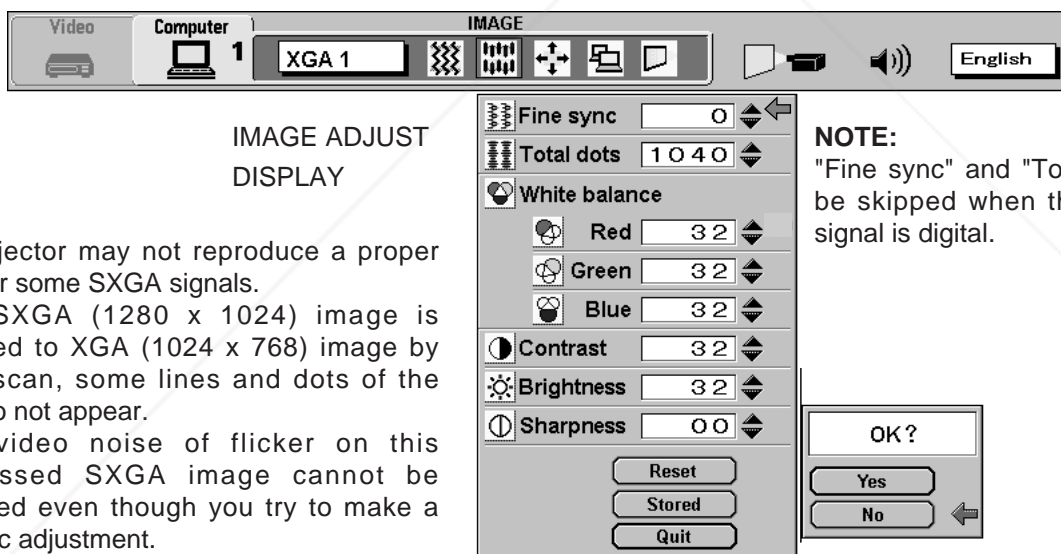 Video
Computer
1
IMAGE
XGA 1
English
IMAGE ADJUST
DISPLAY
jector may not reproduce a proper
r some SXGA signals.
SXGA (1280 x 1024) image is
ed to XGA (1024 x 768) image by
scan, some lines and dots of the
o not appear.
video noise of flicker on this
ssed SXGA image cannot be
ed even though you try to make a
c adjustment.
Fine sync 0
Total dots 1040
White balance
Red 32
Green 32
Blue 32
Contrast 32
Brightness 32
Sharpness 00
Reset
Stored
Quit
NOTE:
"Fine sync" and "To
be skipped when th
signal is digital.
OK?
Yes
No